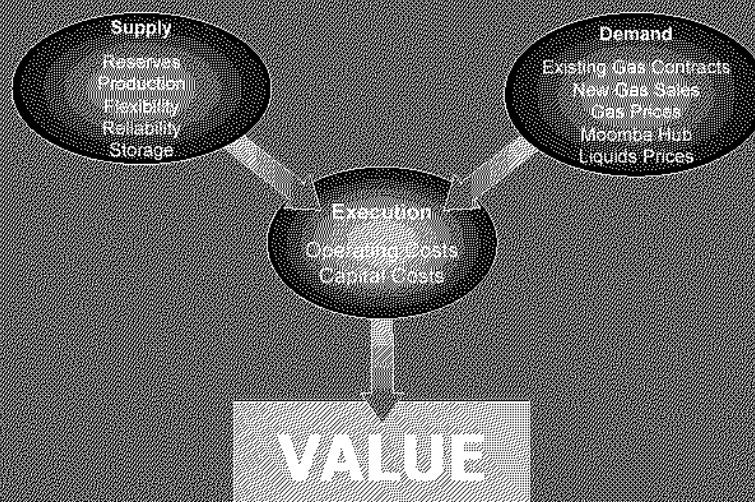 Supply
Reserves
Production
Flexibility
Reliability
Storage
Demand
Existing Gas Contracts
New Gas Sales
Gas Prices
Moomba Hub
Liquids Prices
Execution
Operating Costs
Capital Costs
VALUE